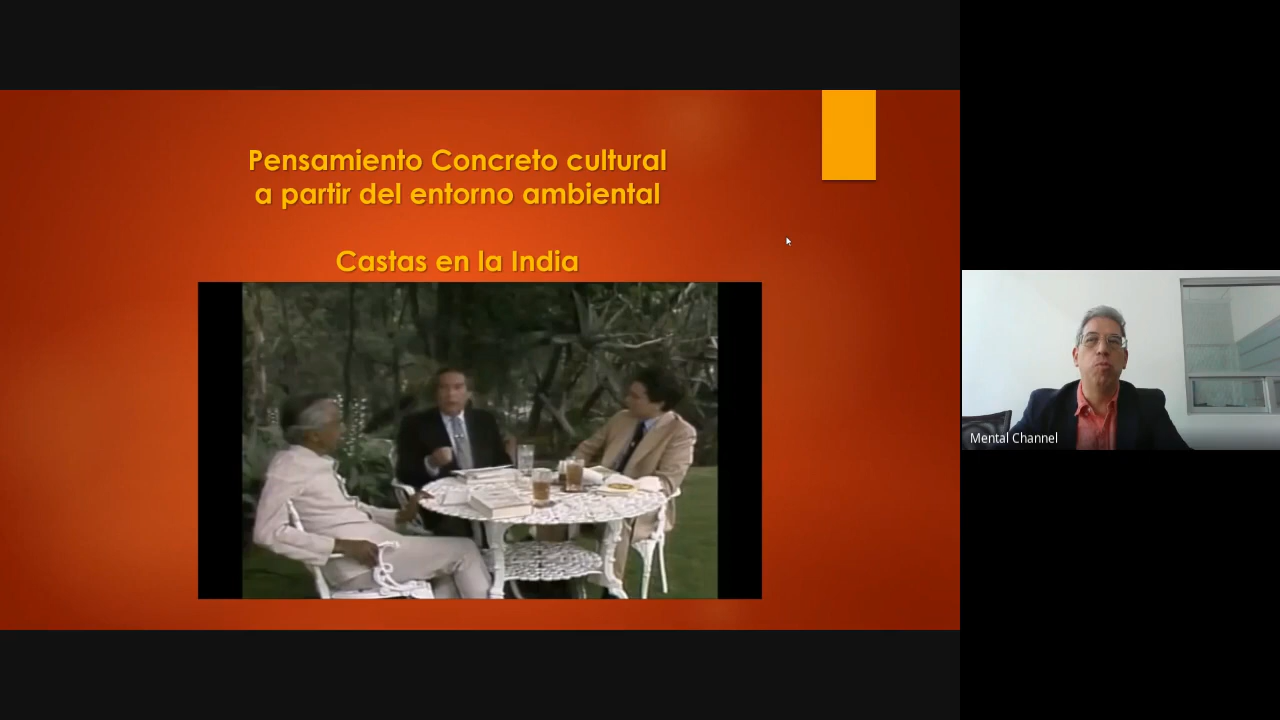 Pensamiento Concreto cultural
a partir del entorno ambiental
Castas en la India
Mental Channel